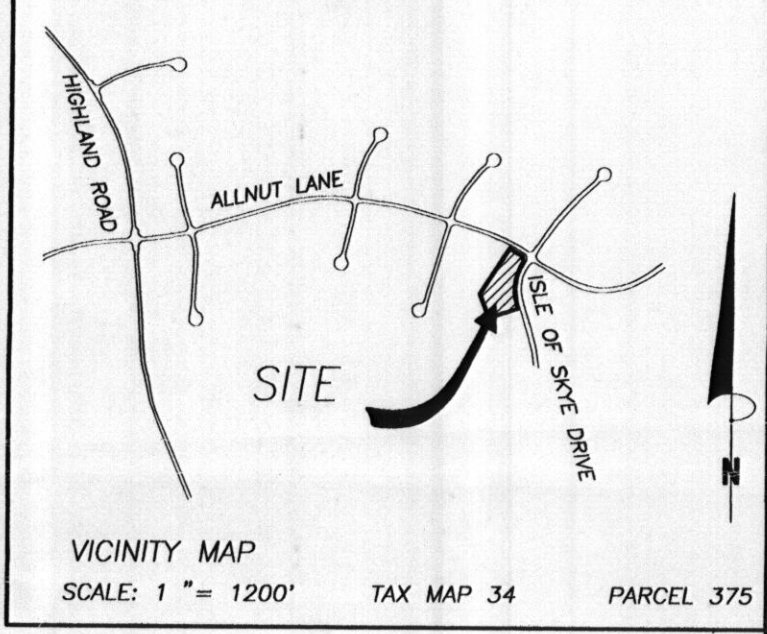 HIGHLAND ROAD
ALLNUT LANE
ISLE OF SKYE DRIVE
SITE
N
VICINITY MAP
SCALE: 1 "= 1200' TAX MAP 34 PARCEL 375